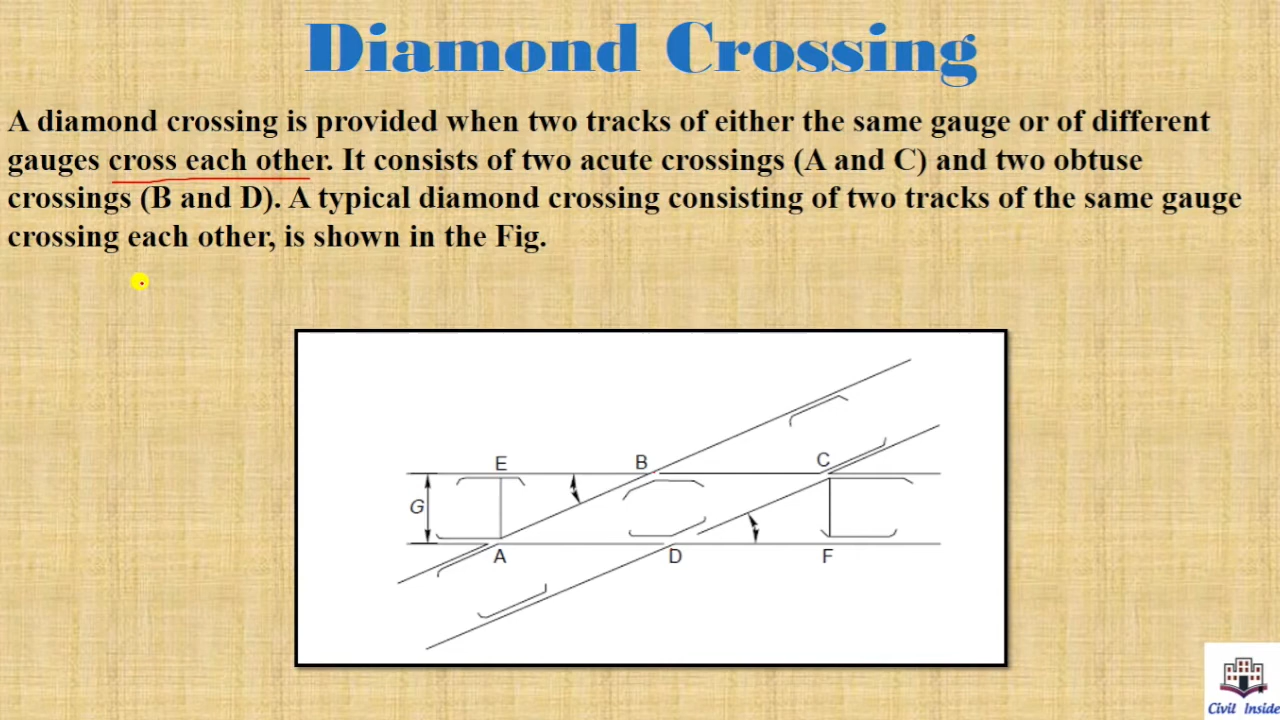 Diamond Crossing
A diamond crossing is provided when two tracks of either the same gauge or of different
gauges cross each other. It consists of two acute crossings (A and C) and two obtuse
crossings (B and D). A typical diamond crossing consisting of two tracks of the same gauge
crossing each other, is shown in the Fig.
E B C
G
A D F
Civil Inside